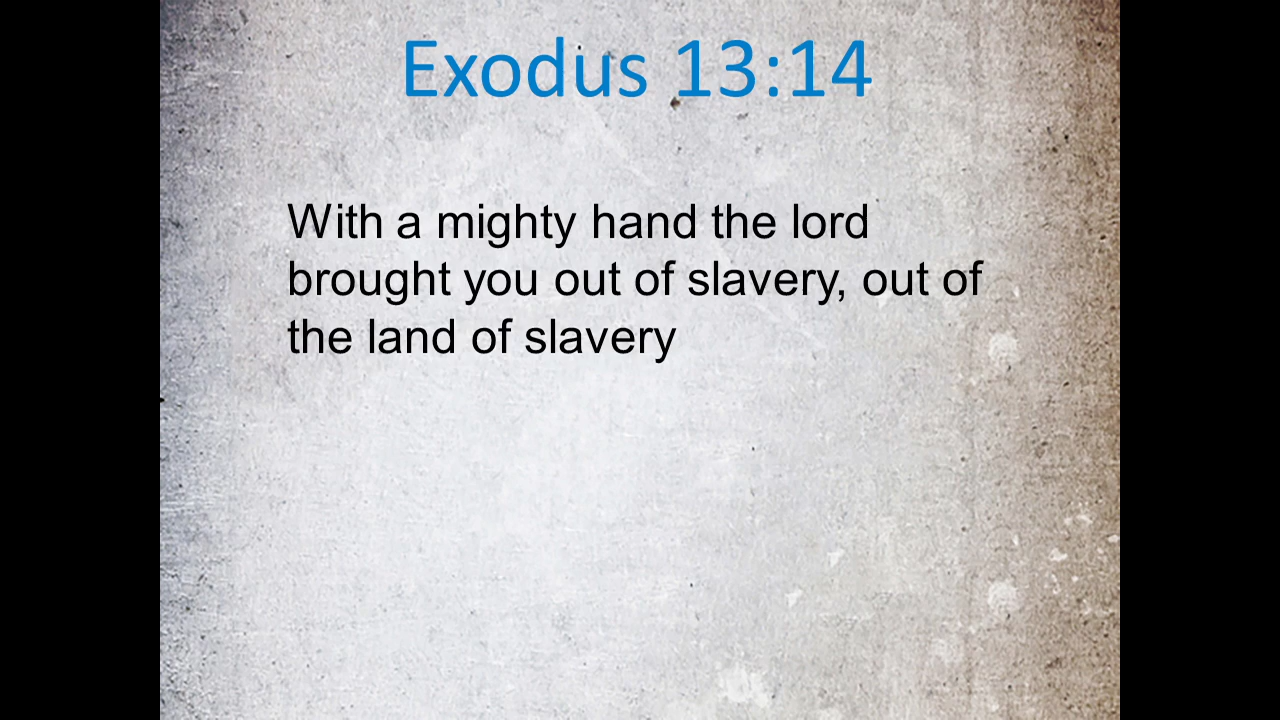 Exodus 13:14
With a mighty hand the lord
brought you out of slavery, out of
the land of slavery